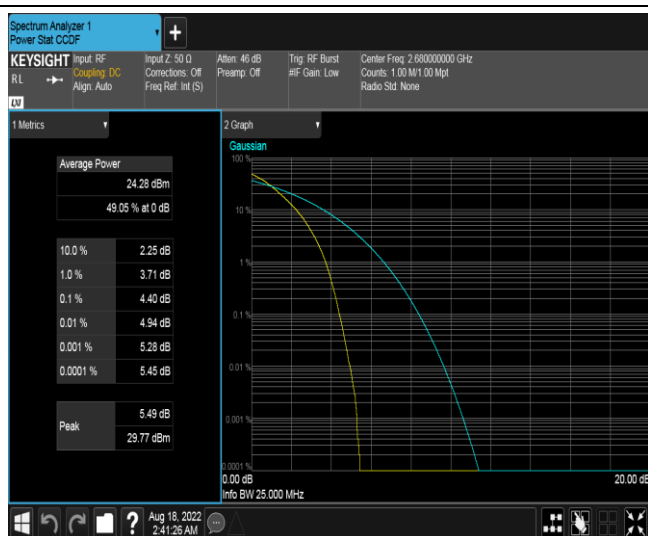 Spectrum Analyzer 1
Power Stat CCDF
KEYSIGHT
RL
LXI
Input: RF
Coupling: DC
Align: Auto
Input Z: 50 Ω
Corrections: Off
Freq Ref: Int (S)
Atten: 46 dB
Preamp: Off
Trig: RF Burst
#IF Gain: Low
Center Freq: 2.680000000 GHz
Counts: 1.00 M/1.00 Mpt
Radio Std: None
1 Metrics
Average Power
24.28 dBm
49.05 % at 0 dB
10.0 % 2.25 dB
1.0 % 3.71 dB
0.1 % 4.40 dB
0.01 % 4.94 dB
0.001 % 5.28 dB
0.0001 % 5.45 dB
Peak
5.49 dB
29.77 dBm
2 Graph
Gaussian
100 %
10 %
1 %
0.1 %
0.01 %
0.001 %
0.0001 %
0.00 dB 20.00 dB
Info BW 25.000 MHz
? Aug 18, 2022
2:41:26 AM